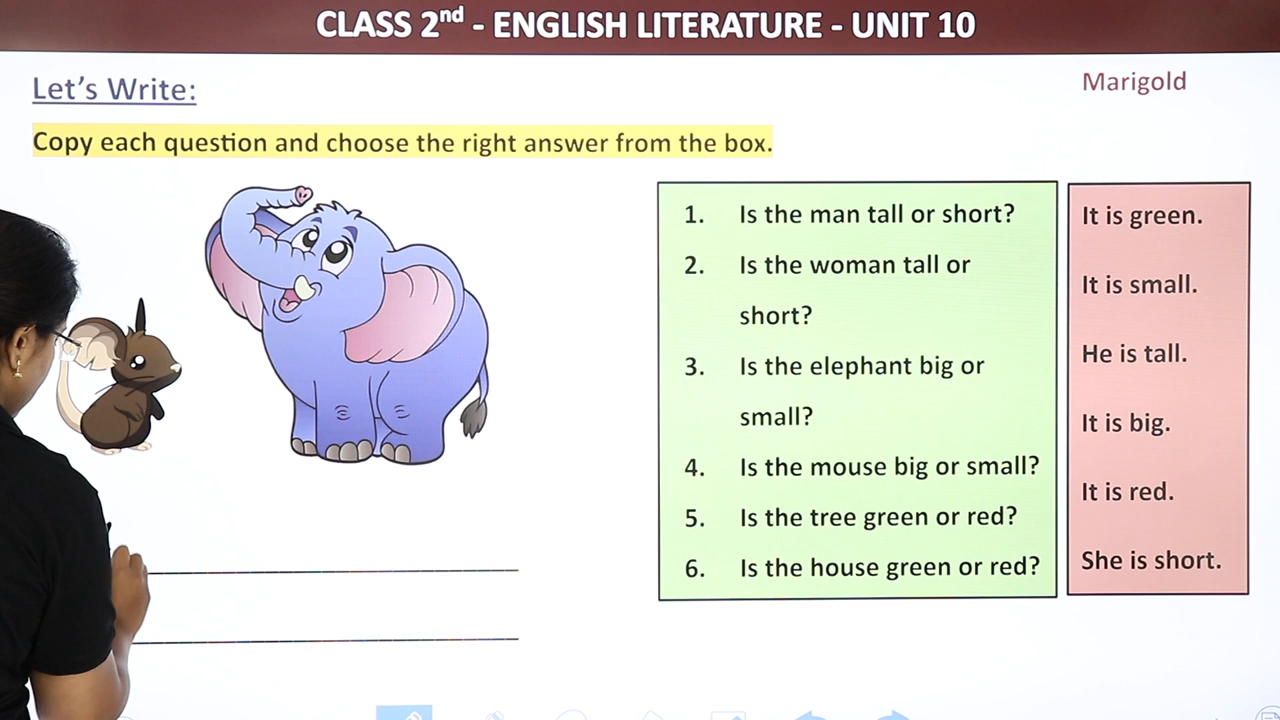 CLASS 2nd - ENGLISH LITERATURE - UNIT 10
Let's Write:
Marigold
Copy each question and choose the right answer from the box.
1. Is the man tall or short?
2. Is the woman tall or
short?
3. Is the elephant big or
small?
4. Is the mouse big or small?
5. Is the tree green or red?
6. Is the house green or red?
It is green.
It is small.
He is tall.
It is big.
It is red.
She is short.